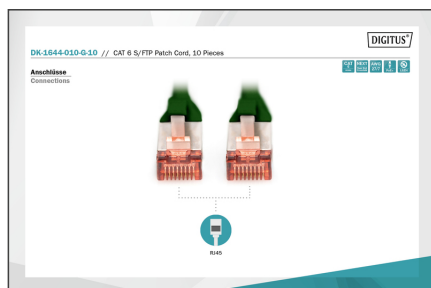 DIGITUS®
DK-1644-010-G-10 // CAT 6 S/FTP Patch Cord, 10 Pieces
Anschlüsse
Connections
RJ45